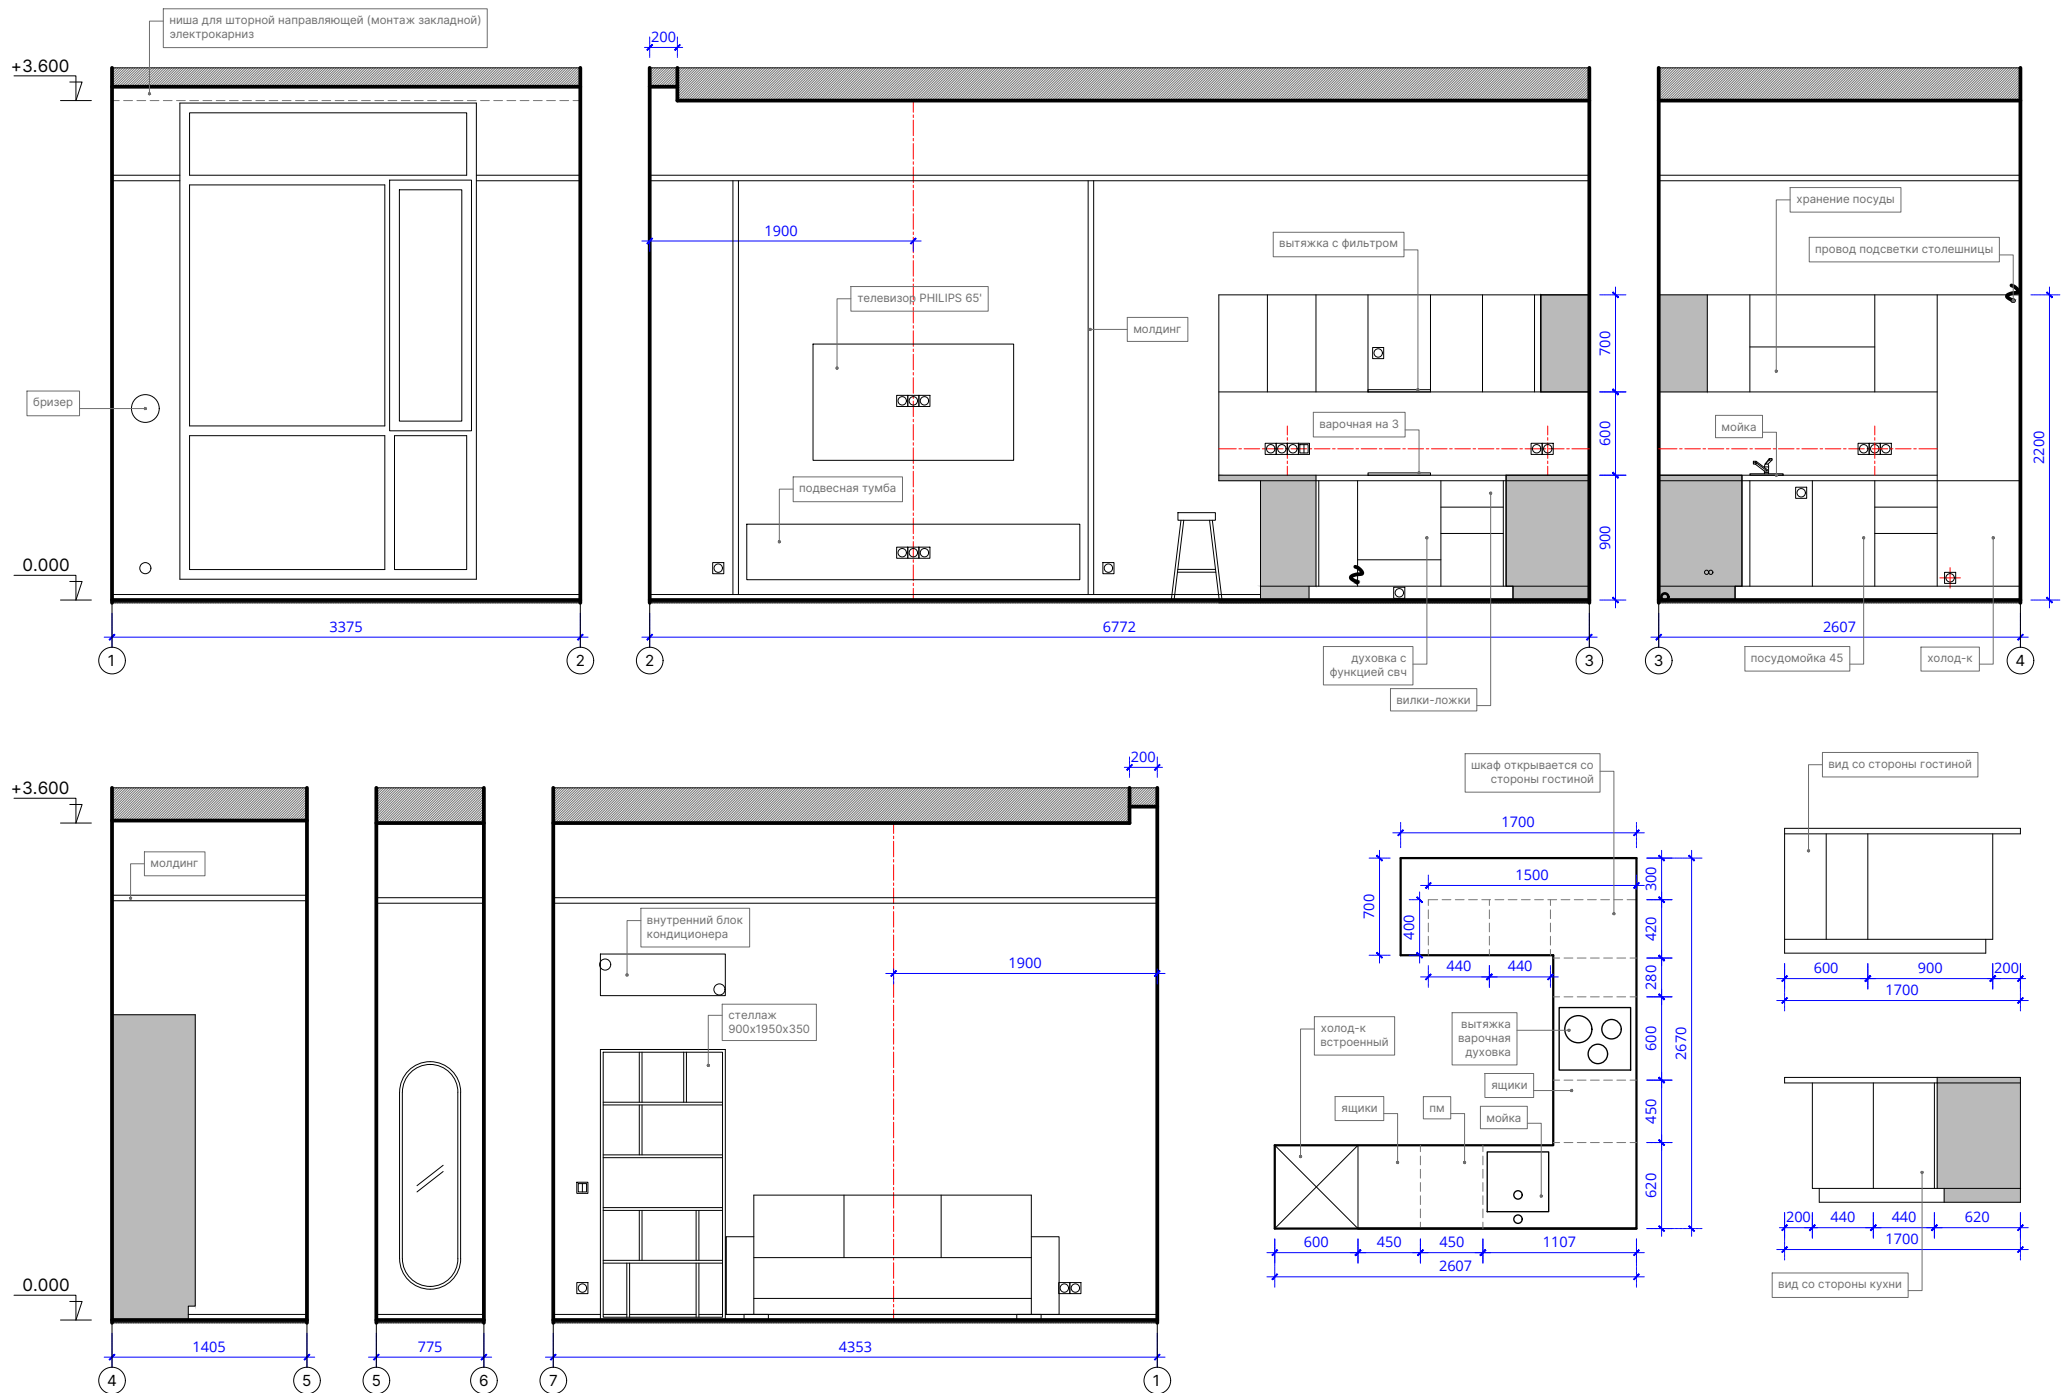 ниша для шторной направляющей (монтаж закладной)
электрокарниз
+3.600
бризер
0.000
3375
1
2
200
1900
телевизор PHILIPS 65'
молдинг
подвесная тумба
вытяжка с фильтром
варочная на 3
700
600
900
6772
2
3
духовка с
функцией свч
вилки-ложки
хранение посуды
провод подсветки столешницы
мойка
2200
2607
3
4
посудомойка 45
холод-к
+3.600
молдинг
0.000
1405
4
5
775
5
6
200
внутренний блок
кондиционера
1900
стеллаж
900x1950x350
4353
7
1
шкаф открывается со
стороны гостиной
1700
1500
700
400
440
440
300
420
280
600
450
620
2670
холод-к
встроенный
вытяжка
варочная
духовка
ящики
ящики
пм
мойка
600
450
450
1107
2607
вид со стороны гостиной
600
900
200
1700
200
440
440
620
1700
вид со стороны кухни